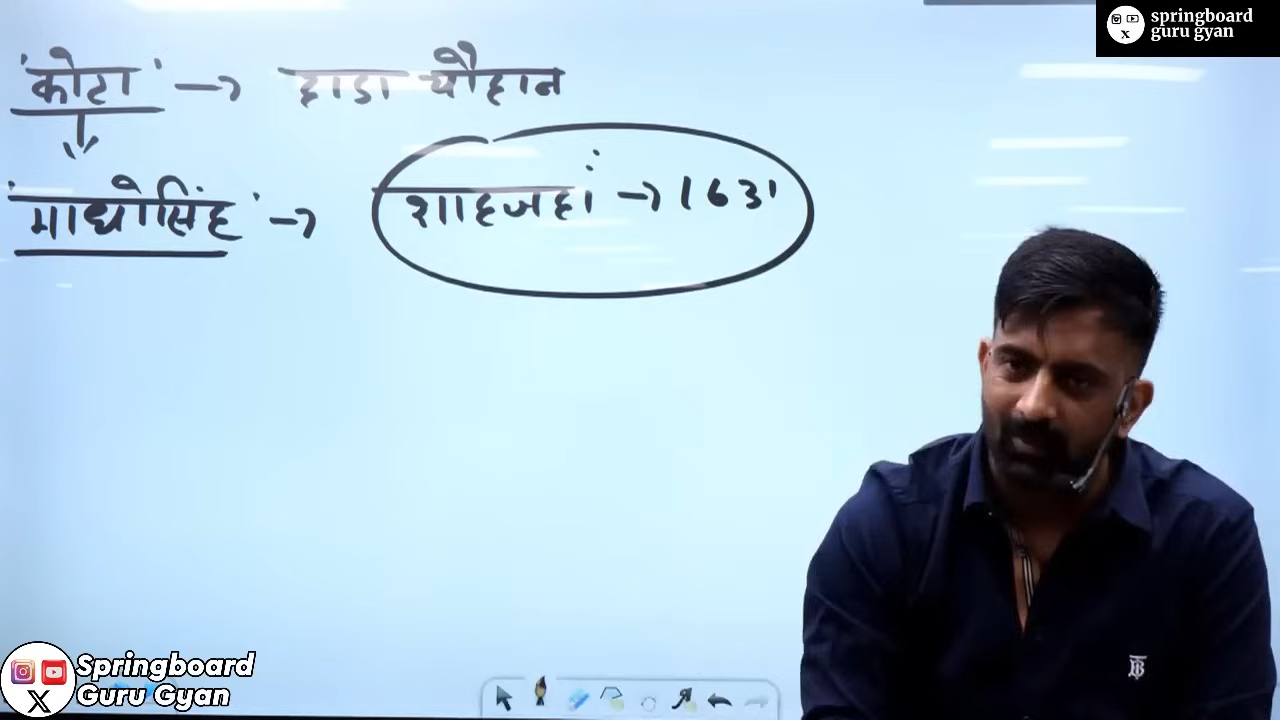 springboard
guru gyan
'कोटा' → हाडा चौहान
'माधोसिंह' → शाहजहां → 1631
Springboard
Guru Gyan